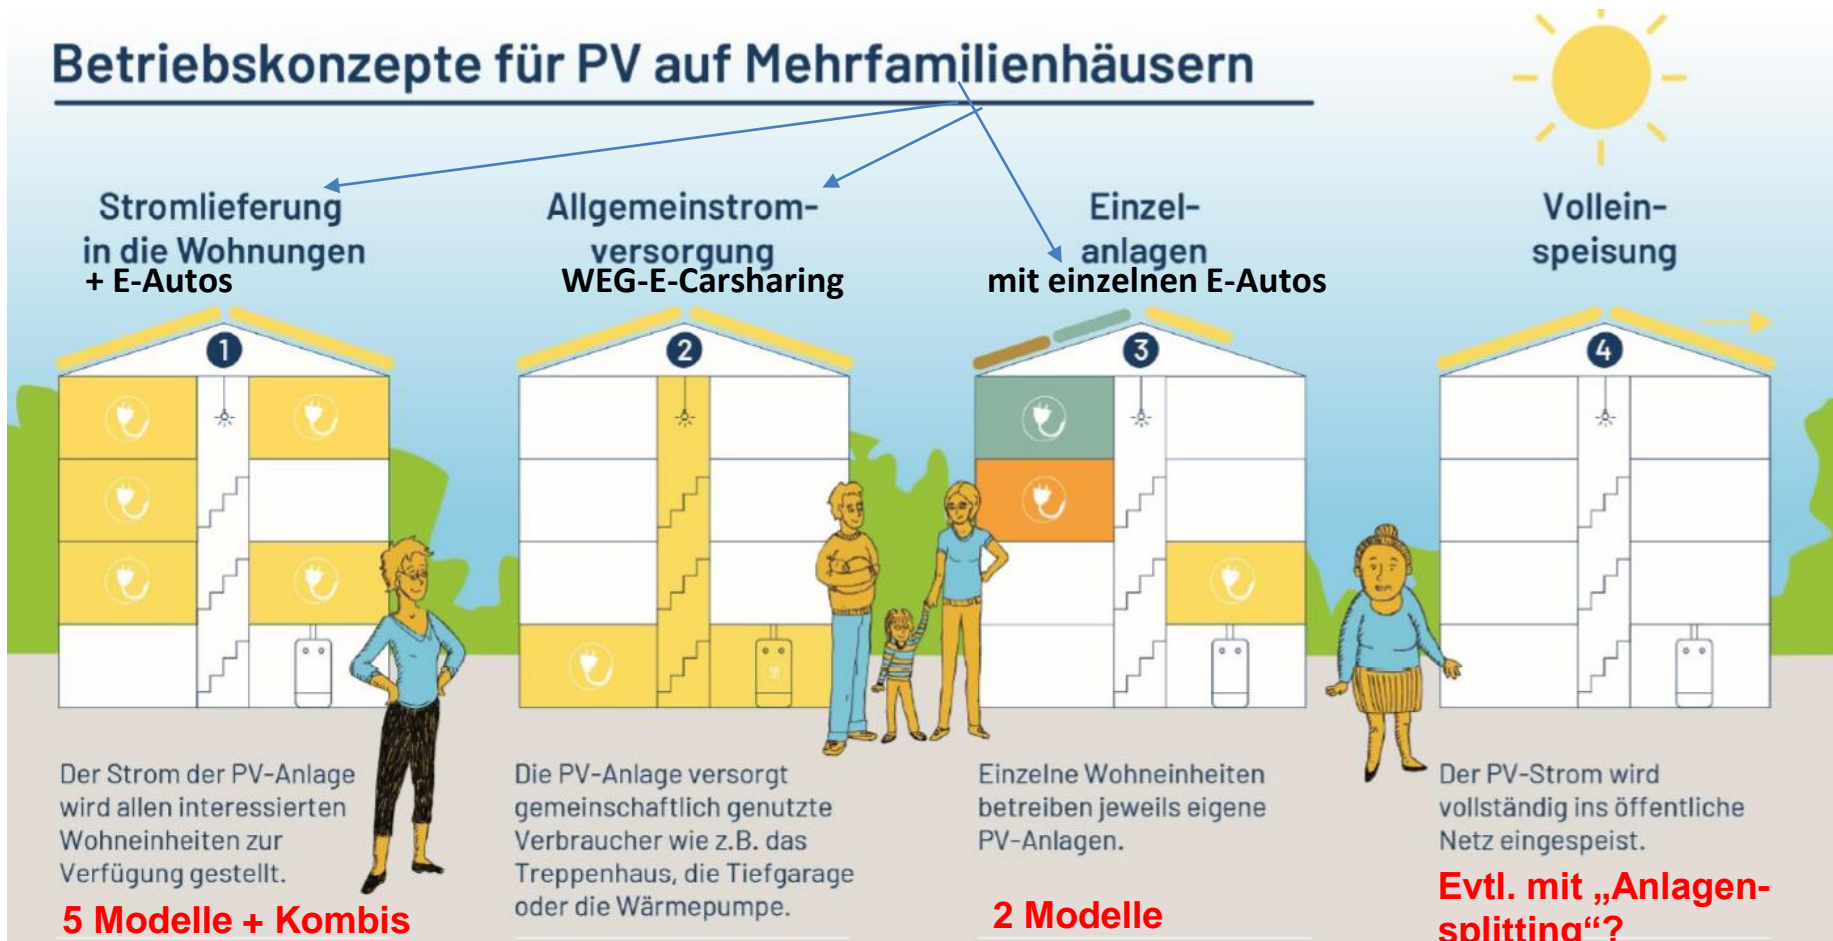 Betriebskonzepte für PV auf Mehrfamilienhäusern
Stromlieferung
in die Wohnungen
+ E-Autos
1
Der Strom der PV-Anlage
wird allen interessierten
Wohneinheiten zur
Verfügung gestellt.
5 Modelle + Kombis
Allgemeinstrom-
versorgung
WEG-E-Carsharing
2
Die PV-Anlage versorgt
gemeinschaftlich genutzte
Verbraucher wie z.B. das
Treppenhaus, die Tiefgarage
oder die Wärmepumpe.
Einzel-
anlagen
mit einzelnen E-Autos
3
Einzelne Wohneinheiten
betreiben jeweils eigene
PV-Anlagen.
2 Modelle
Vollein-
speisung
4
Der PV-Strom wird
vollständig ins öffentliche
Netz eingespeist.
Evtl. mit „Anlagen-
splitting“?